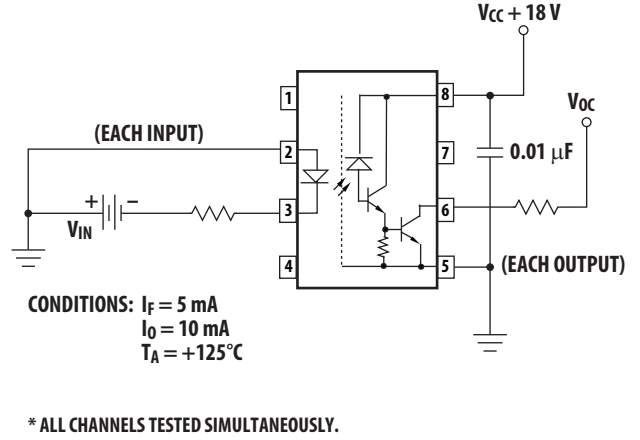 VCC + 18 V
VOC
1
8
(EACH INPUT)
2
7
0.01 μF
+
–
VIN
3
6
4
5
(EACH OUTPUT)
CONDITIONS: IF = 5 mA
IO = 10 mA
TA = +125°C
* ALL CHANNELS TESTED SIMULTANEOUSLY.